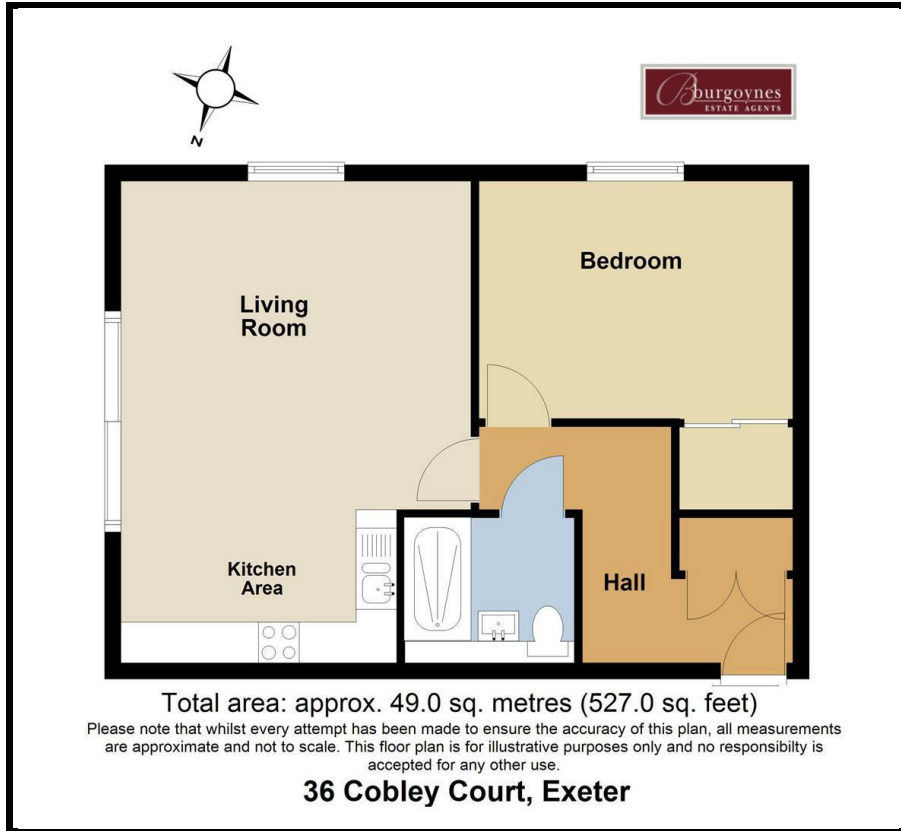 N
Burgoynes
ESTATE AGENTS
Bedroom
Living
Room
Kitchen
Area
Hall
Total area: approx. 49.0 sq. metres (527.0 sq. feet)
Please note that whilst every attempt has been made to ensure the accuracy of this plan, all measurements
are approximate and not to scale. This floor plan is for illustrative purposes only and no responsibilty is
accepted for any other use.
36 Cobley Court, Exeter